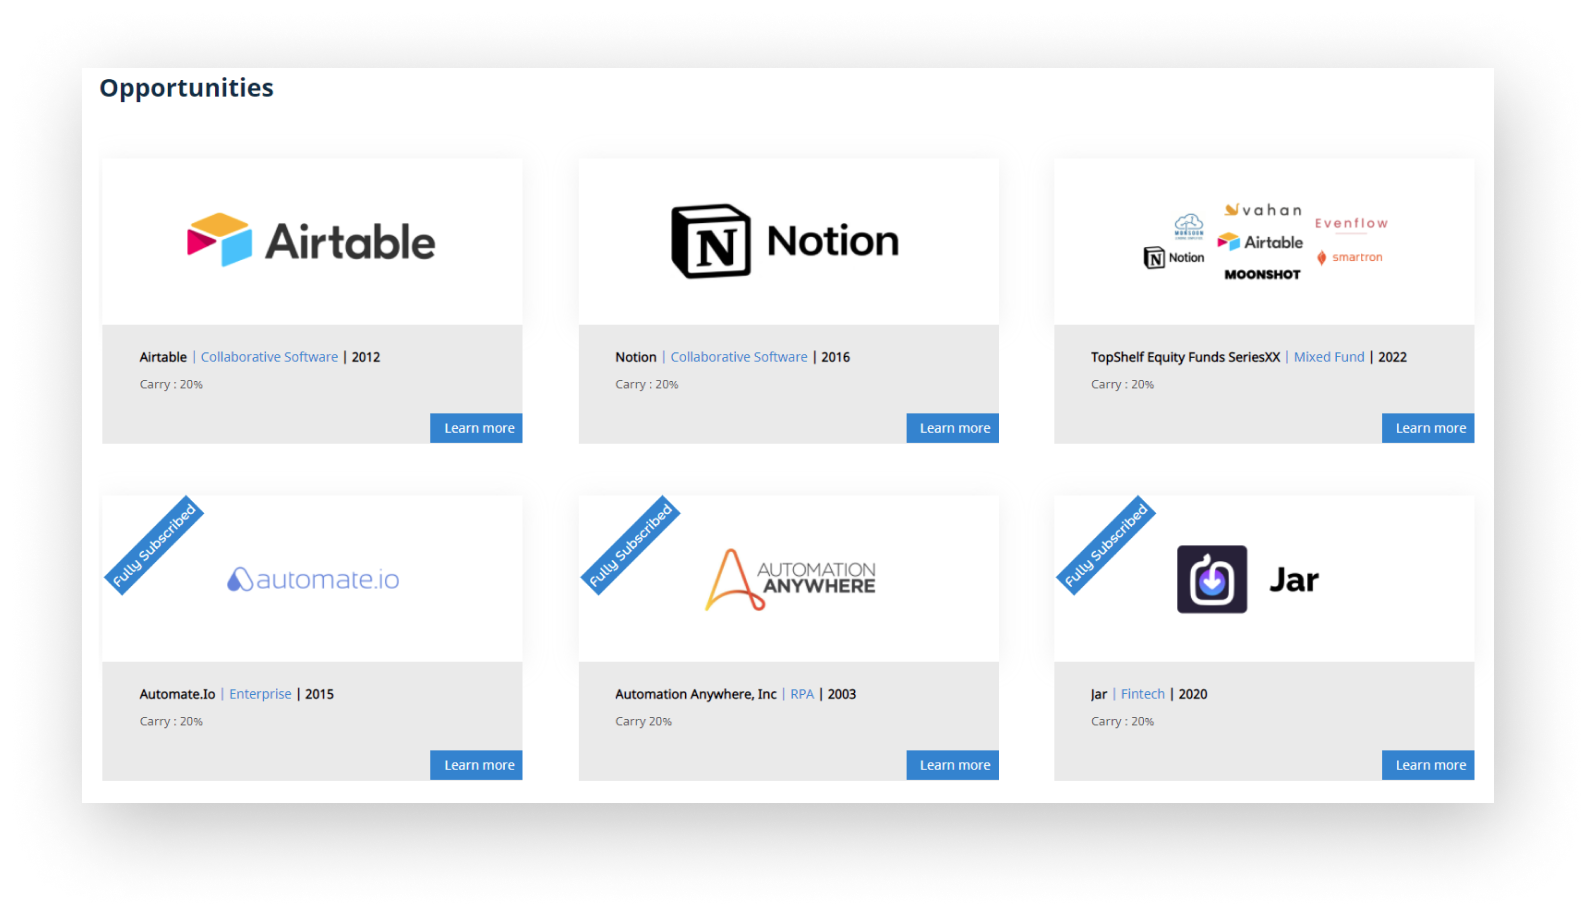 Opportunities
Airtable
Airtable | Collaborative Software | 2012
Carry : 20%
Learn more
Notion
Notion | Collaborative Software | 2016
Carry : 20%
Learn more
vahan
Evenflow
Airtable
Notion
smartron
MOONSHOT
TopShelf Equity Funds SeriesXX | Mixed Fund | 2022
Carry : 20%
Learn more
Fully Subscribed
automate.io
Automate.Io | Enterprise | 2015
Carry : 20%
Learn more
Fully Subscribed
AUTOMATION
ANYWHERE
Automation Anywhere, Inc | RPA | 2003
Carry 20%
Learn more
Fully Subscribed
Jar
Jar | Fintech | 2020
Carry : 20%
Learn more